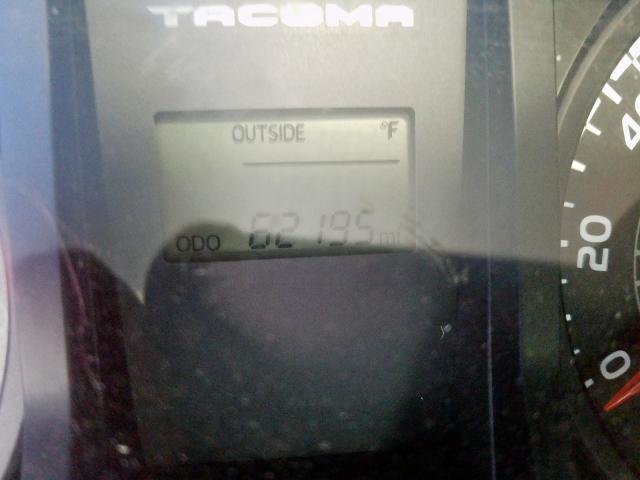 TACOMA
OUTSIDE °F
ODO 62195 mi
20
0